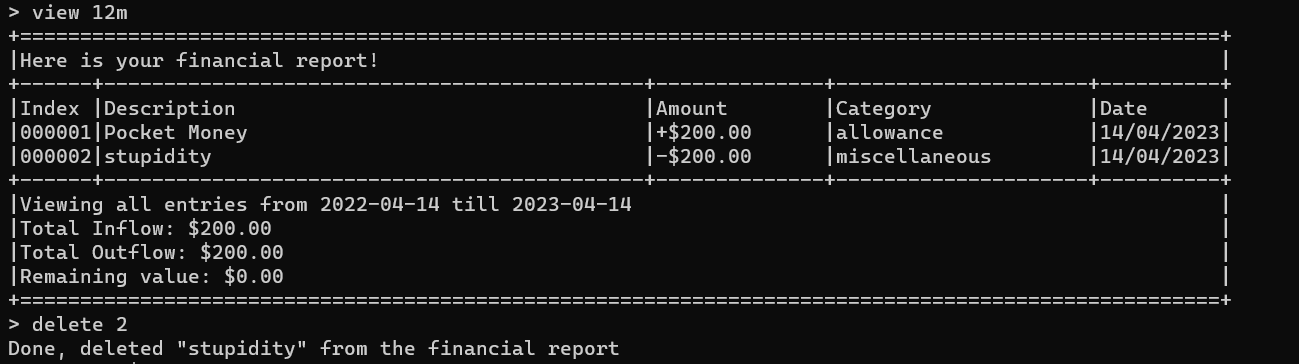 > view 12m
+====================================================================================================+
|Here is your financial report!                                                                      |
+------+---------------------------------------------+--------------+---------------------+----------+
|Index |Description                                  |Amount        |Category             |Date      |
|000001|Pocket Money                                 |+$200.00      |allowance            |14/04/2023|
|000002|stupidity                                    |-$200.00      |miscellaneous        |14/04/2023|
+------+---------------------------------------------+--------------+---------------------+----------+
|Viewing all entries from 2022-04-14 till 2023-04-14                                                 |
|Total Inflow: $200.00                                                                               |
|Total Outflow: $200.00                                                                              |
|Remaining value: $0.00                                                                              |
+====================================================================================================+
> delete 2
Done, deleted "stupidity" from the financial report